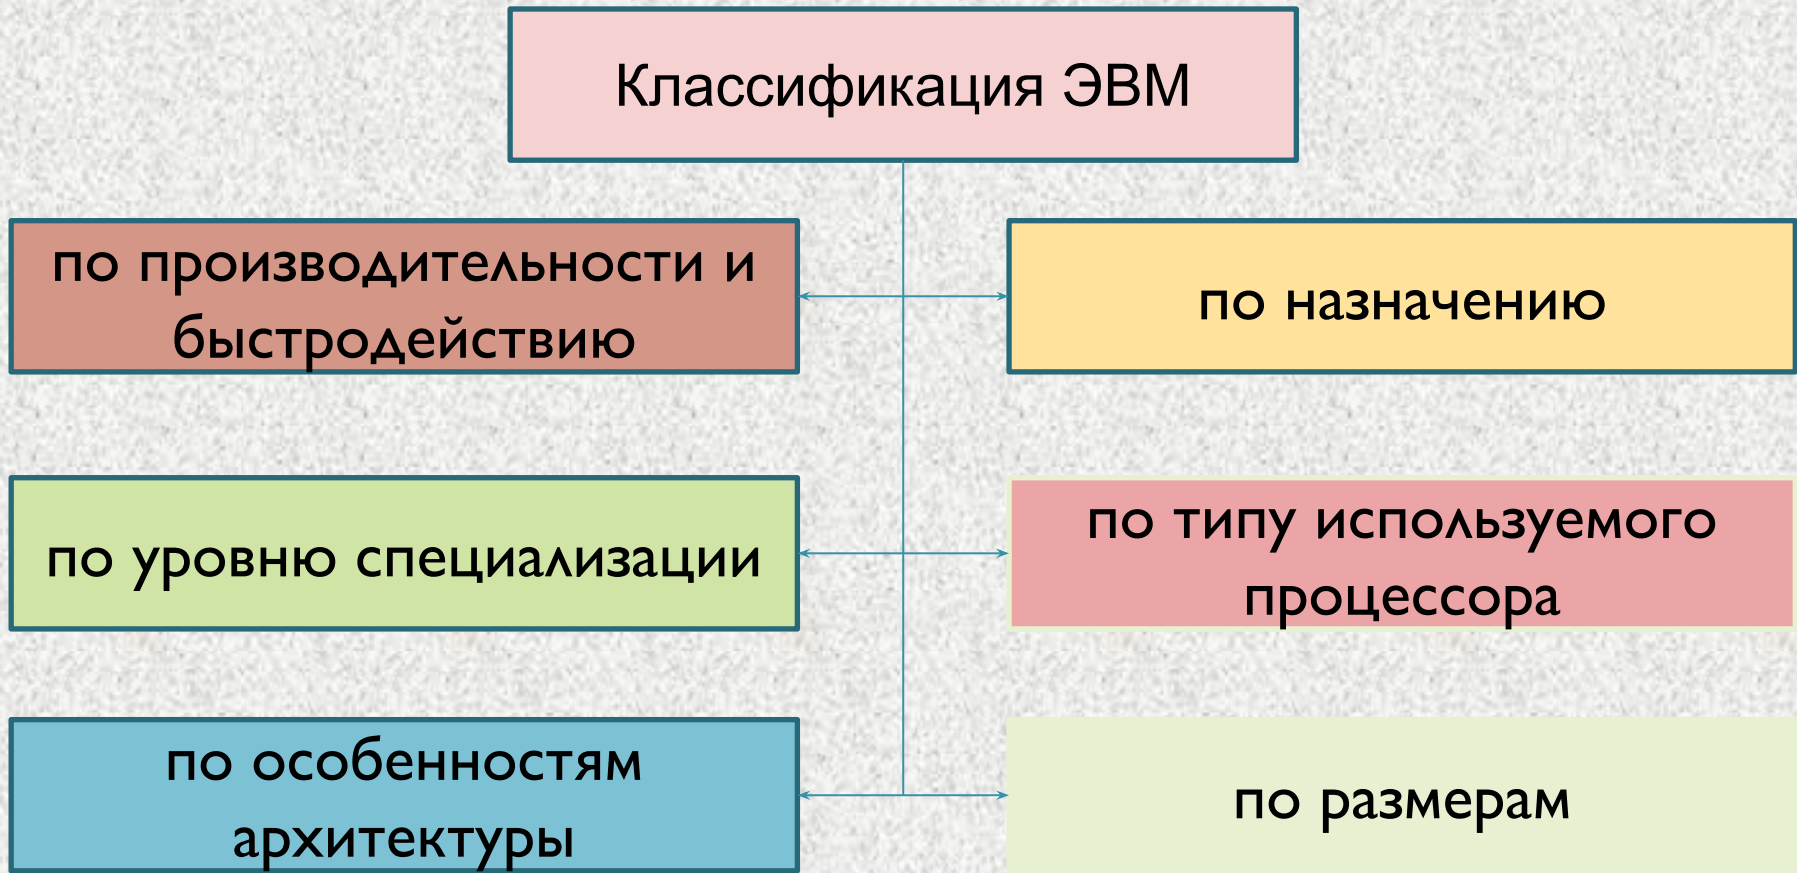 Классификация ЭВМ
по производительности и
быстродействию
по назначению
по уровню специализации
по типу используемого
процессора
по особенностям
архитектуры
по размерам